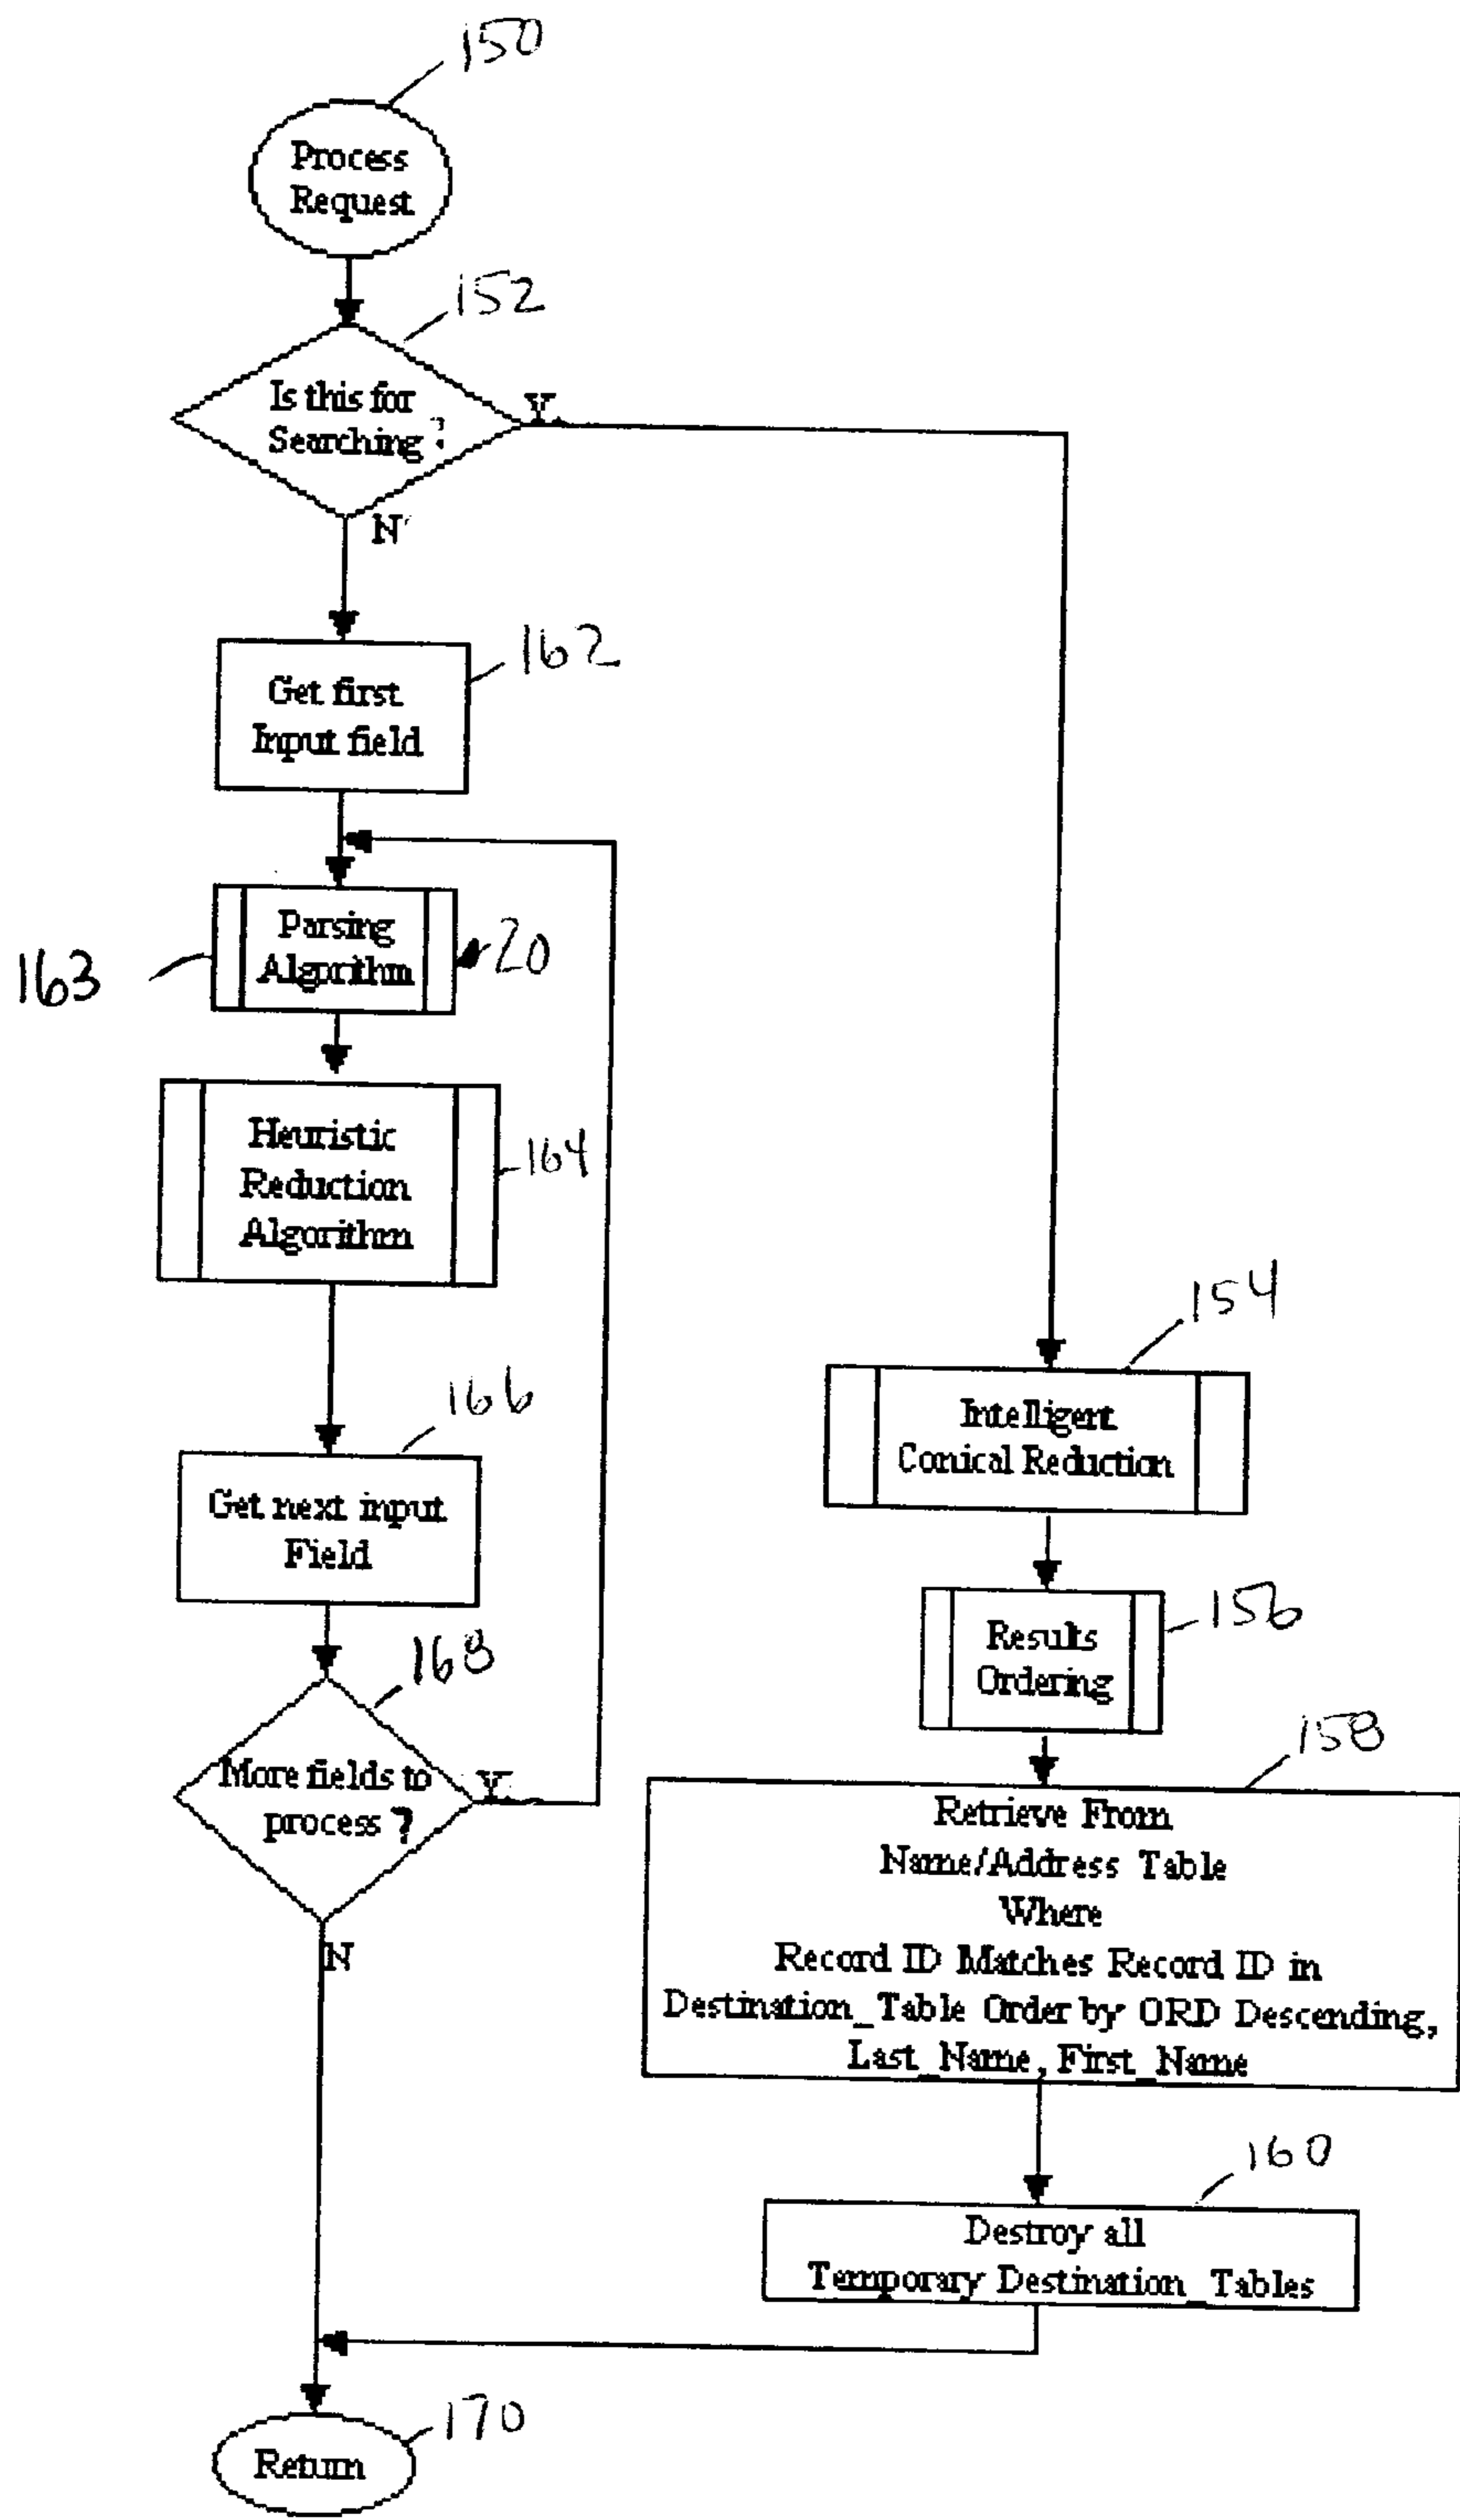 150
Process
Request
152
Is this for
Searching?
Y
N
162
Get first
Input field
163
Parsing
Algorithm
20
Heuristic
Reduction
Algorithm
164
166
Get next input
Field
168
More fields to
process?
Y
N
154
Intelligent
Conical Reduction
156
Results
Ordering
158
Retrieve From
Name/Address Table
Where
Record ID Matches Record ID in
Destination_Table Order by ORD Descending,
Last_Name, First_Name
160
Destroy all
Temporary Destination_Tables
170
Return